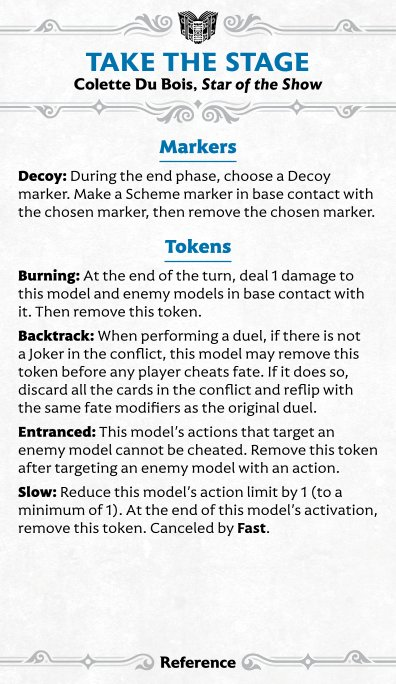 TAKE THE STAGE
Colette Du Bois, Star of the Show
Markers
Decoy: During the end phase, choose a Decoy
marker. Make a Scheme marker in base contact with
the chosen marker, then remove the chosen marker.
Tokens
Burning: At the end of the turn, deal 1 damage to
this model and enemy models in base contact with
it. Then remove this token.
Backtrack: When performing a duel, if there is not
a Joker in the conflict, this model may remove this
token before any player cheats fate. If it does so,
discard all the cards in the conflict and reflip with
the same fate modifiers as the original duel.
Entranced: This model's actions that target an
enemy model cannot be cheated. Remove this token
after targeting an enemy model with an action.
Slow: Reduce this model's action limit by 1 (to a
minimum of 1). At the end of this model's activation,
remove this token. Canceled by Fast.
Reference